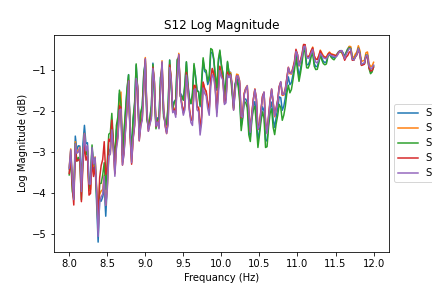 S12 Log Magnitude
Log Magnitude (dB)
−1
−2
−3
−4
−5
8.0 8.5 9.0 9.5 10.0 10.5 11.0 11.5 12.0
Frequancy (Hz)
S
S
S
S
S